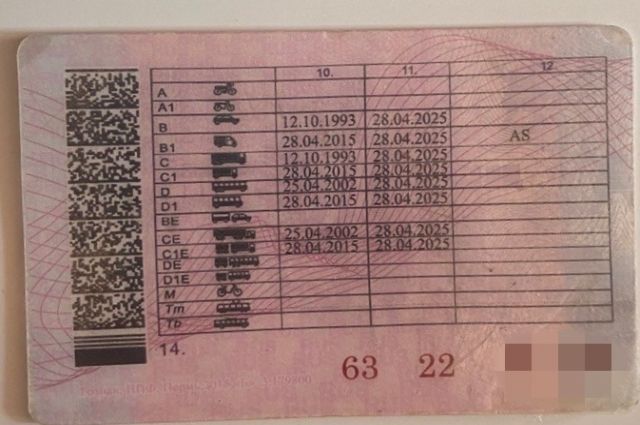 10. 11. 12.
A
A1
B 12.10.1993 28.04.2025
B1 28.04.2015 28.04.2025 AS
C 12.10.1993 28.04.2025
C1 28.04.2015 28.04.2025
D 25.04.2002 28.04.2025
D1 28.04.2015 28.04.2025
BE
CE 25.04.2002 28.04.2025
C1E 28.04.2015 28.04.2025
DE
D1E
M
Tm
Tb
14.
63 22